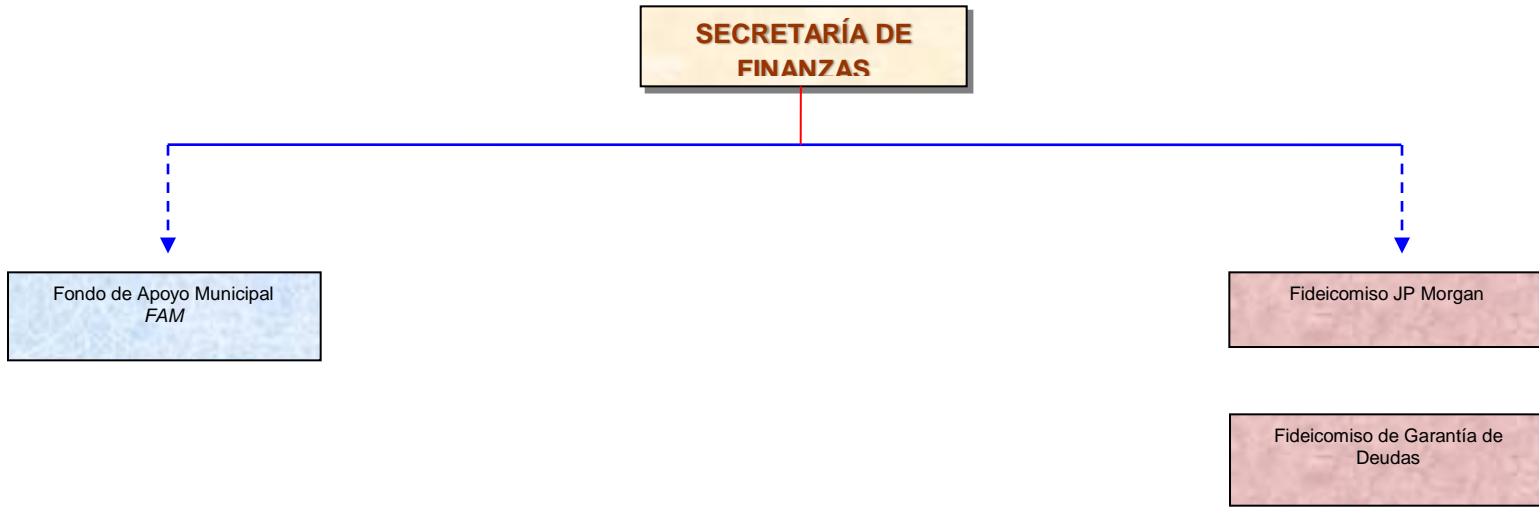 SECRETARÍA DE
FINANZAS
Fondo de Apoyo Municipal
FAM
Fideicomiso JP Morgan
Fideicomiso de Garantía de
Deudas